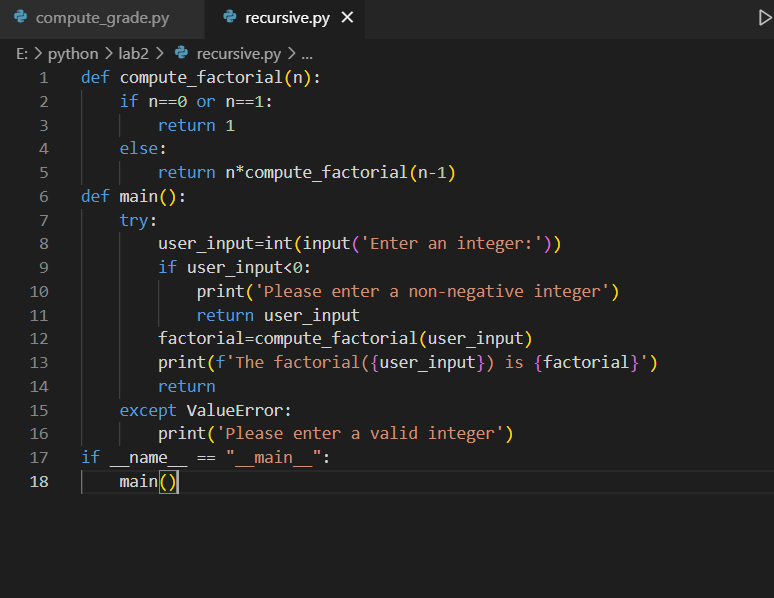 compute_grade.py recursive.py ×
E: > python > lab2 > recursive.py > ...
1 def compute_factorial(n):
2     if n==0 or n==1:
3         return 1
4     else:
5         return n*compute_factorial(n-1)
6 def main():
7     try:
8         user_input=int(input('Enter an integer:'))
9         if user_input<0:
10             print('Please enter a non-negative integer')
11             return user_input
12         factorial=compute_factorial(user_input)
13         print(f'The factorial({user_input}) is {factorial}')
14         return
15     except ValueError:
16         print('Please enter a valid integer')
17 if __name__ == "__main__":
18     main()